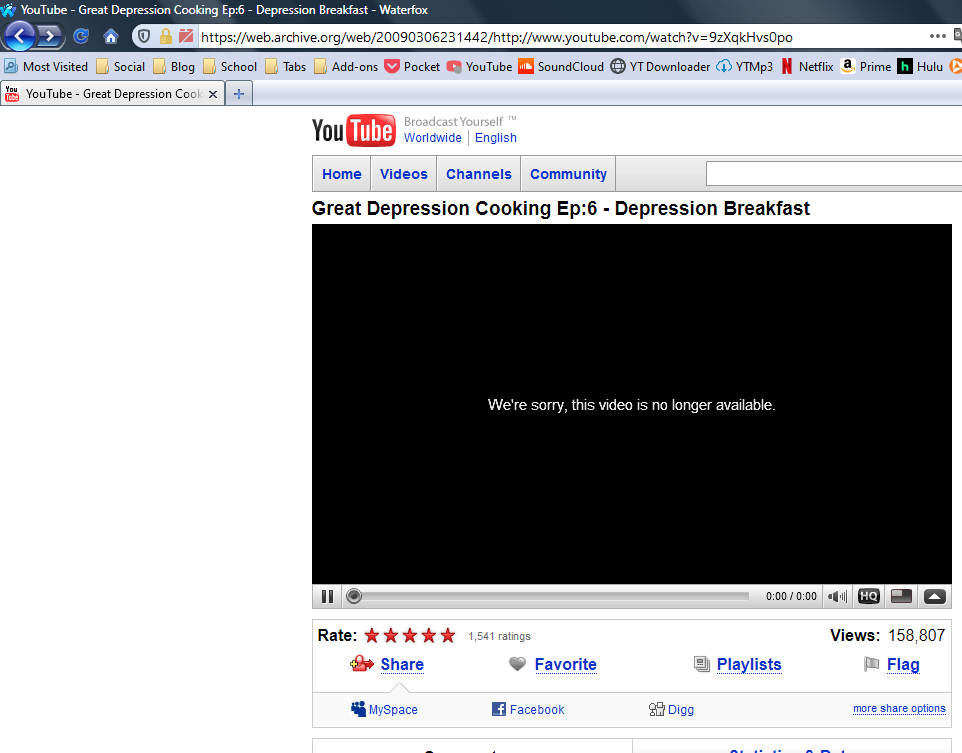 YouTube - Great Depression Cooking Ep:6 - Depression Breakfast - Waterfox
https://web.archive.org/web/20090306231442/http://www.youtube.com/watch?v=9zXqkHvs0po
Most Visited Social Blog School Tabs Add-ons Pocket YouTube SoundCloud YT Downloader YTMp3 Netflix Prime Hulu
YouTube - Great Depression Cook
YouTube Broadcast Yourself ™
Worldwide English
Home Videos Channels Community
Great Depression Cooking Ep:6 - Depression Breakfast
We're sorry, this video is no longer available.
0:00 / 0:00 HQ
Rate: 1,541 ratings Views: 158,807
Share Favorite Playlists Flag
MySpace Facebook Digg more share options